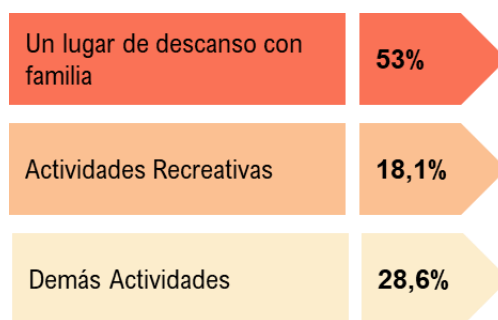 Un lugar de descanso con
familia
53%
Actividades Recreativas
18,1%
Demás Actividades
28,6%